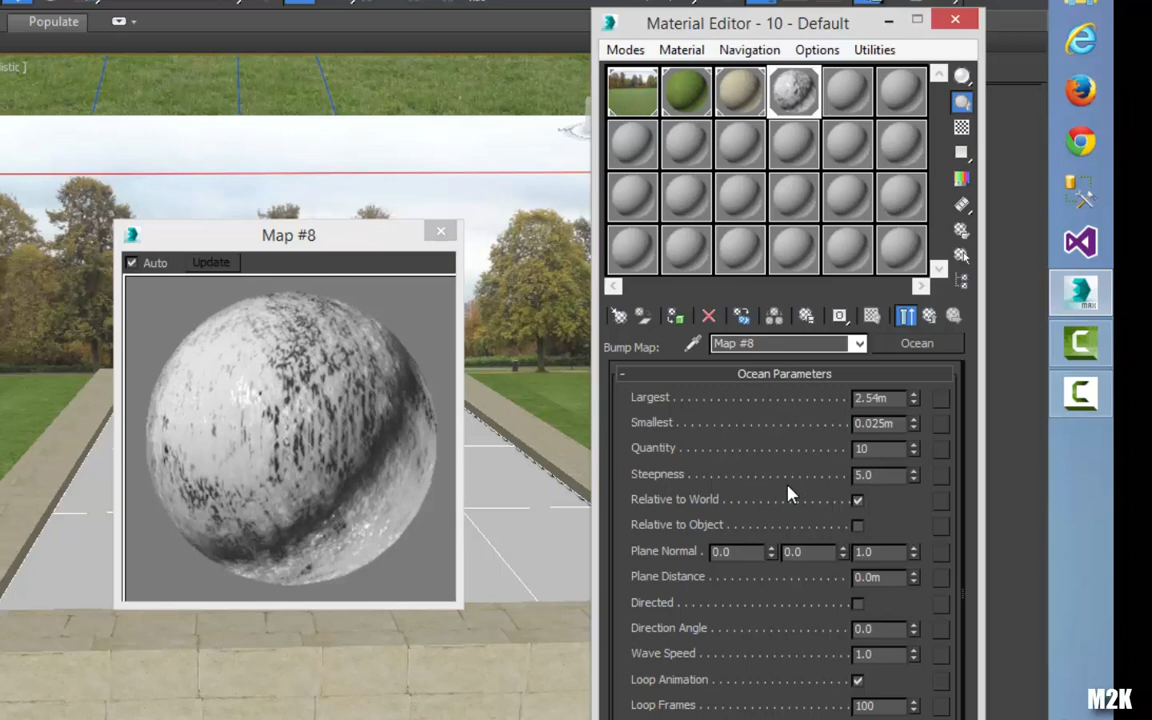 Populate
Material Editor - 10 - Default
Modes Material Navigation Options Utilities
listic ]
Map #8
Auto Update
Bump Map: Map #8 Ocean
- Ocean Parameters
Largest 2.54m
Smallest 0.025m
Quantity 10
Steepness 5.0
Relative to World
Relative to Object
Plane Normal 0.0 0.0 1.0
Plane Distance 0.0m
Directed
Direction Angle 0.0
Wave Speed 1.0
Loop Animation
Loop Frames 100
MAX
M2K